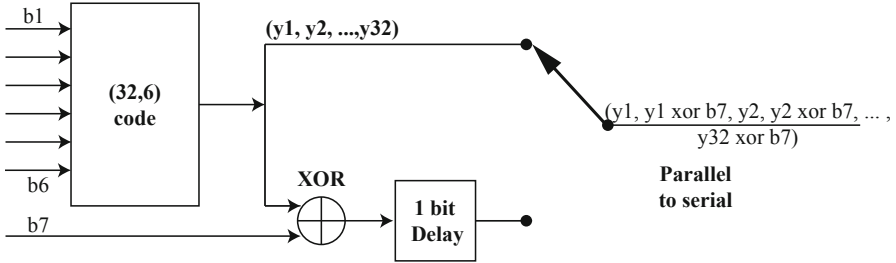 b1
(y1, y2, ...,y32)
(32,6)
code
(y1, y1 xor b7, y2, y2 xor b7, ... ,
y32 xor b7)
b6
XOR
Parallel
to serial
b7
1 bit
Delay